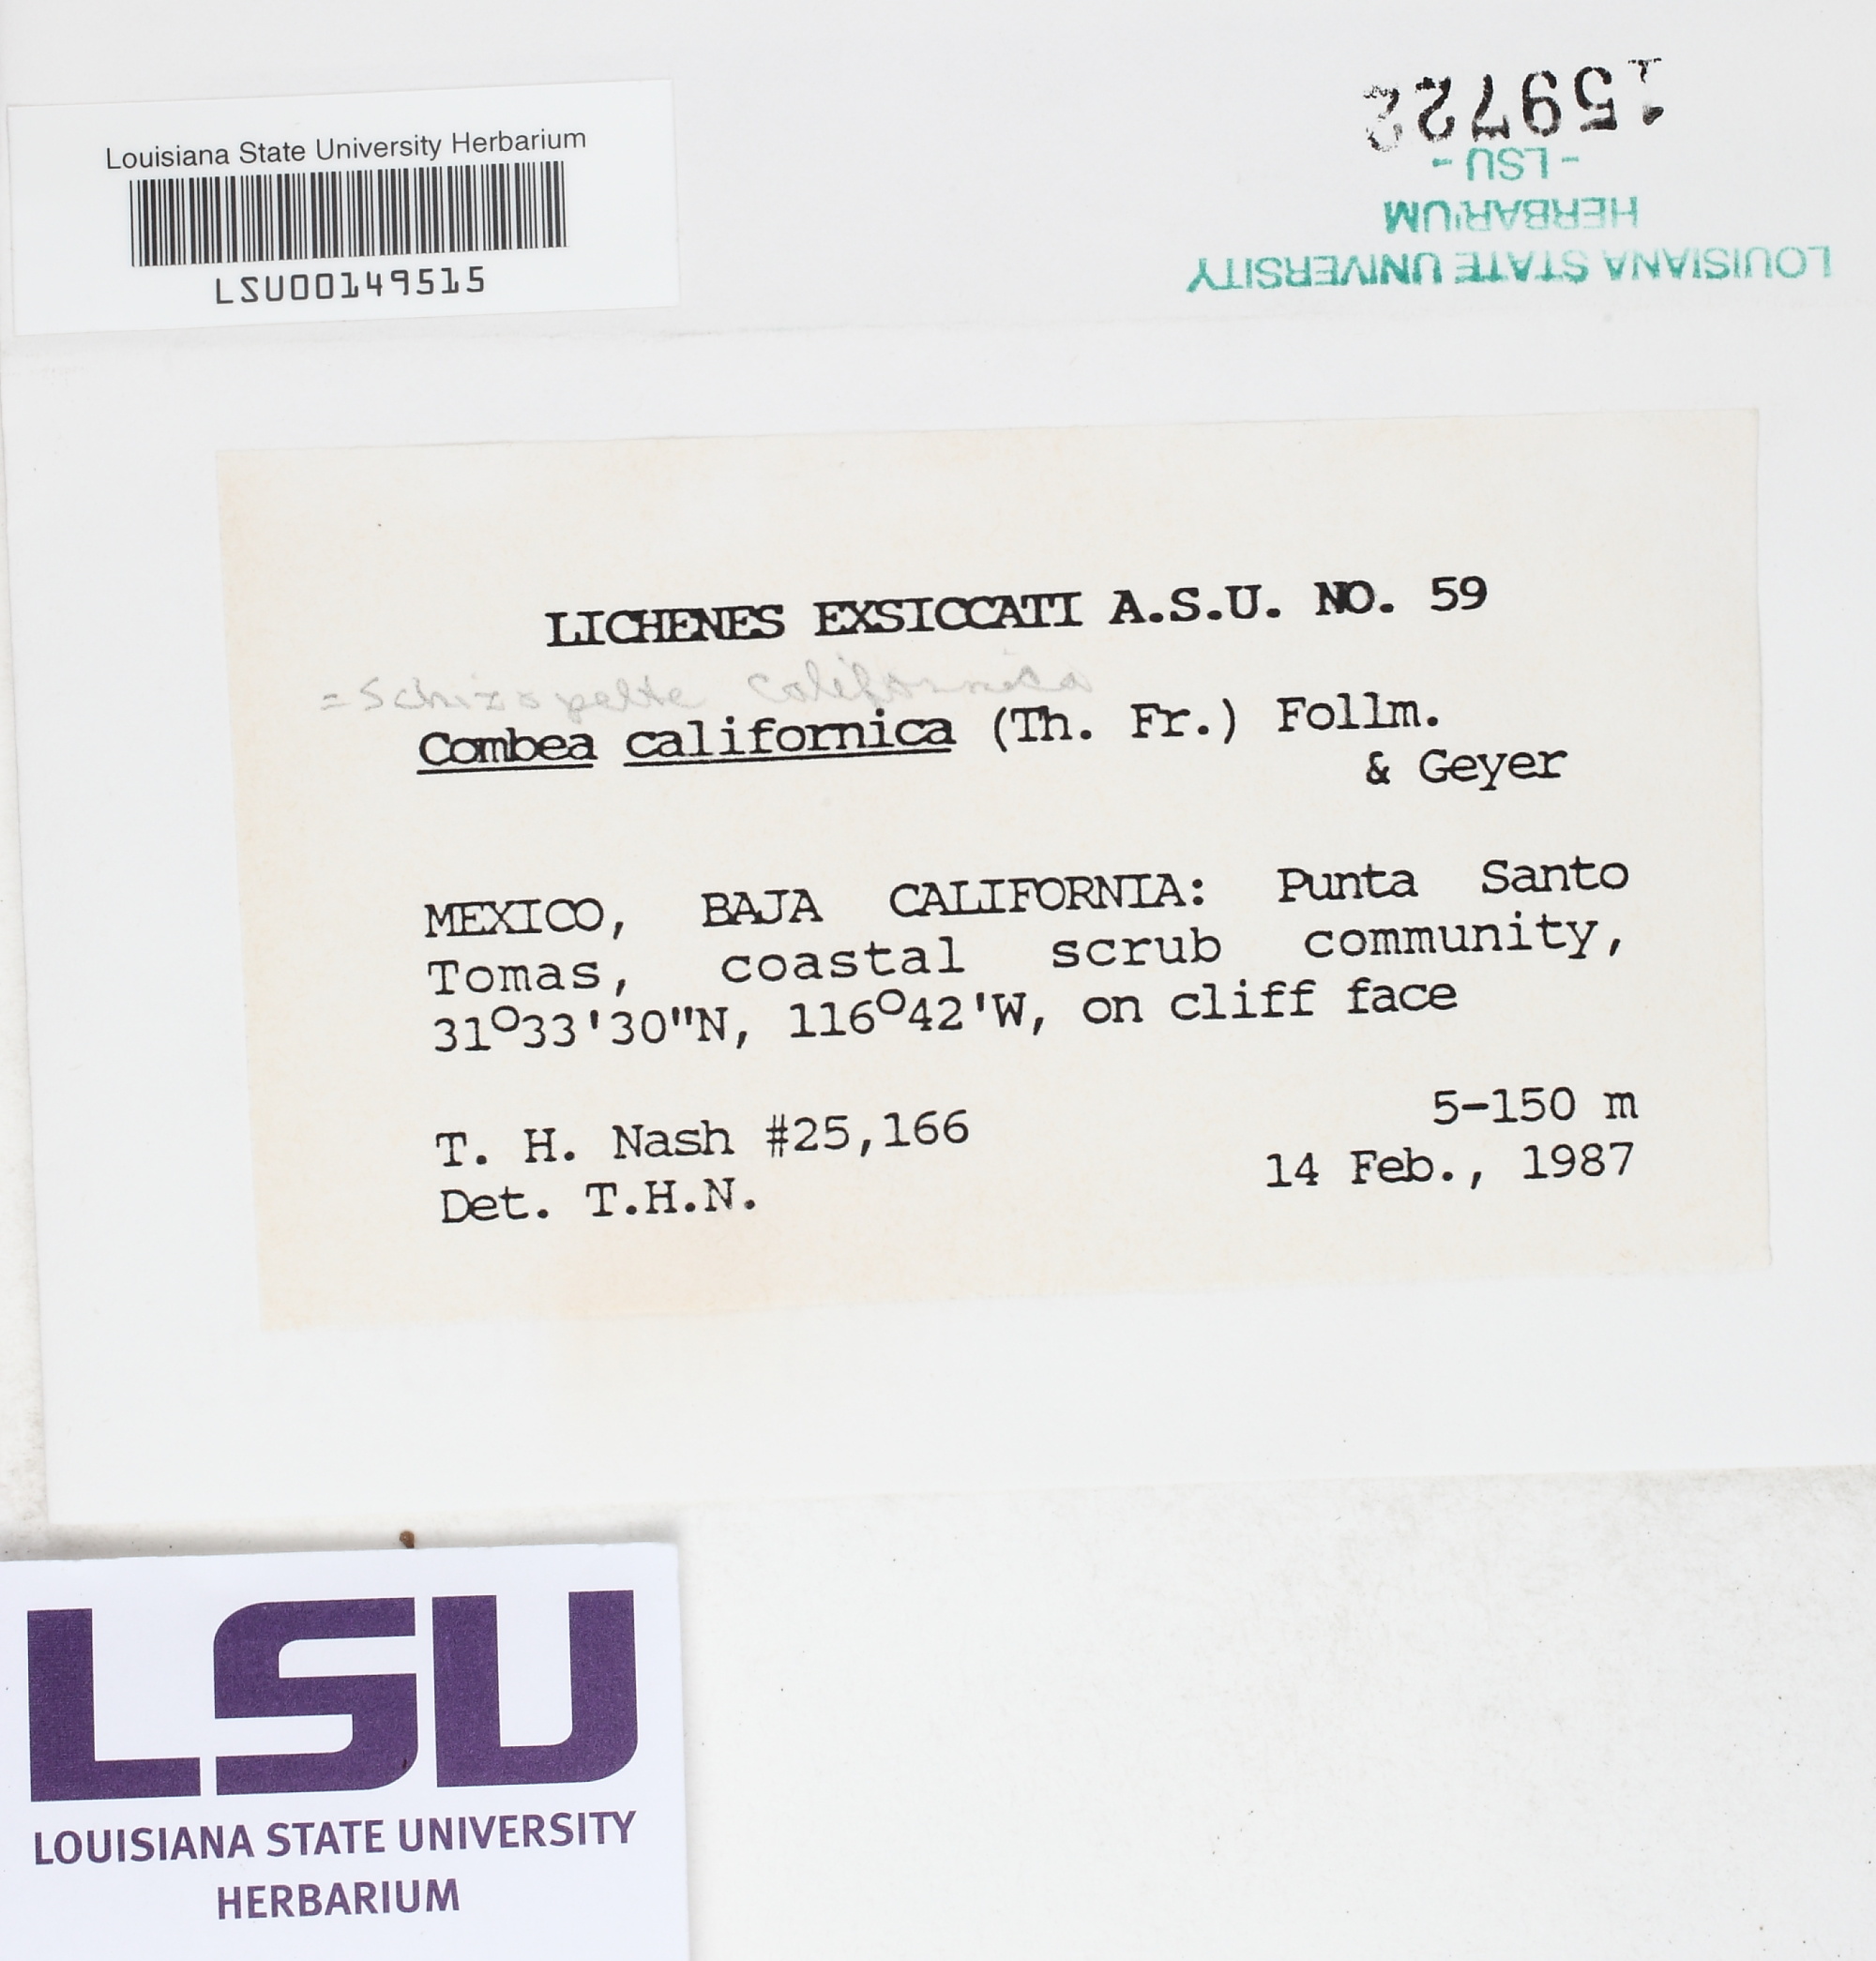 Louisiana State University Herbarium
LSU00149515
LOUISIANA STATE UNIVERSITY
HERBARIUM
- LSU -
159722
LICHENES EXSICCATI A.S.U. NO. 59
= Schizopelte californica
Combea californica (Th. Fr.) Follm.
& Geyer
MEXICO, BAJA CALIFORNIA: Punta Santo
Tomas, coastal scrub community,
31°33'30"N, 116°42'W, on cliff face
5-150 m
T. H. Nash #25,166
14 Feb., 1987
Det. T.H.N.
LSU
LOUISIANA STATE UNIVERSITY
HERBARIUM